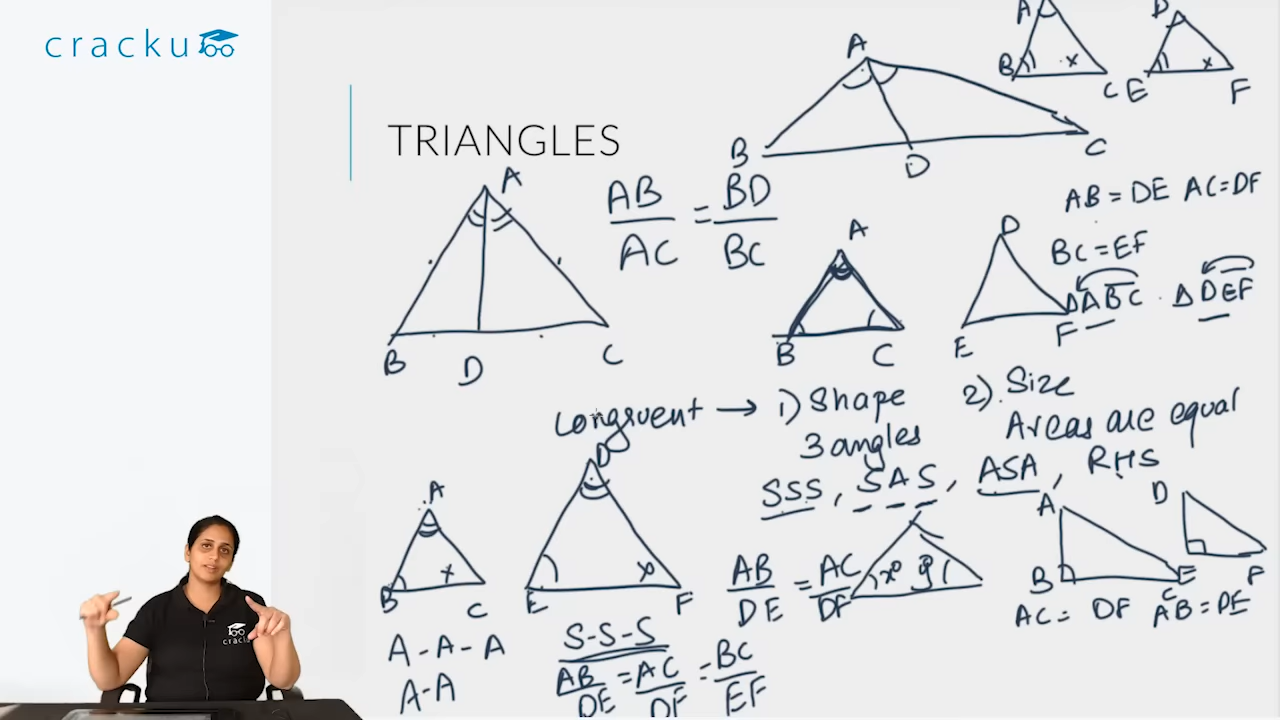 cracku
TRIANGLES
A
B
D
C
AB/AC = BD/BC
A
B
D
C
A
B
C
D
E
F
AB = DE AC = DF
BC = EF
ΔABC . ΔDEF
A
B
C
D
E
F
Congruent → 1) Shape
3 angles
2). Size
Areas are equal
SSS, SAS, ASA, RHS
A
B
C
x
D
E
F
x
A
B
C
x
D
E
F
x
AB/DE = AC/DF
A
B
C
D
E
F
AC = DF AB = DE
A-A-A
A-A
S-S-S
AB/DE = AC/DF = BC/EF
cracku